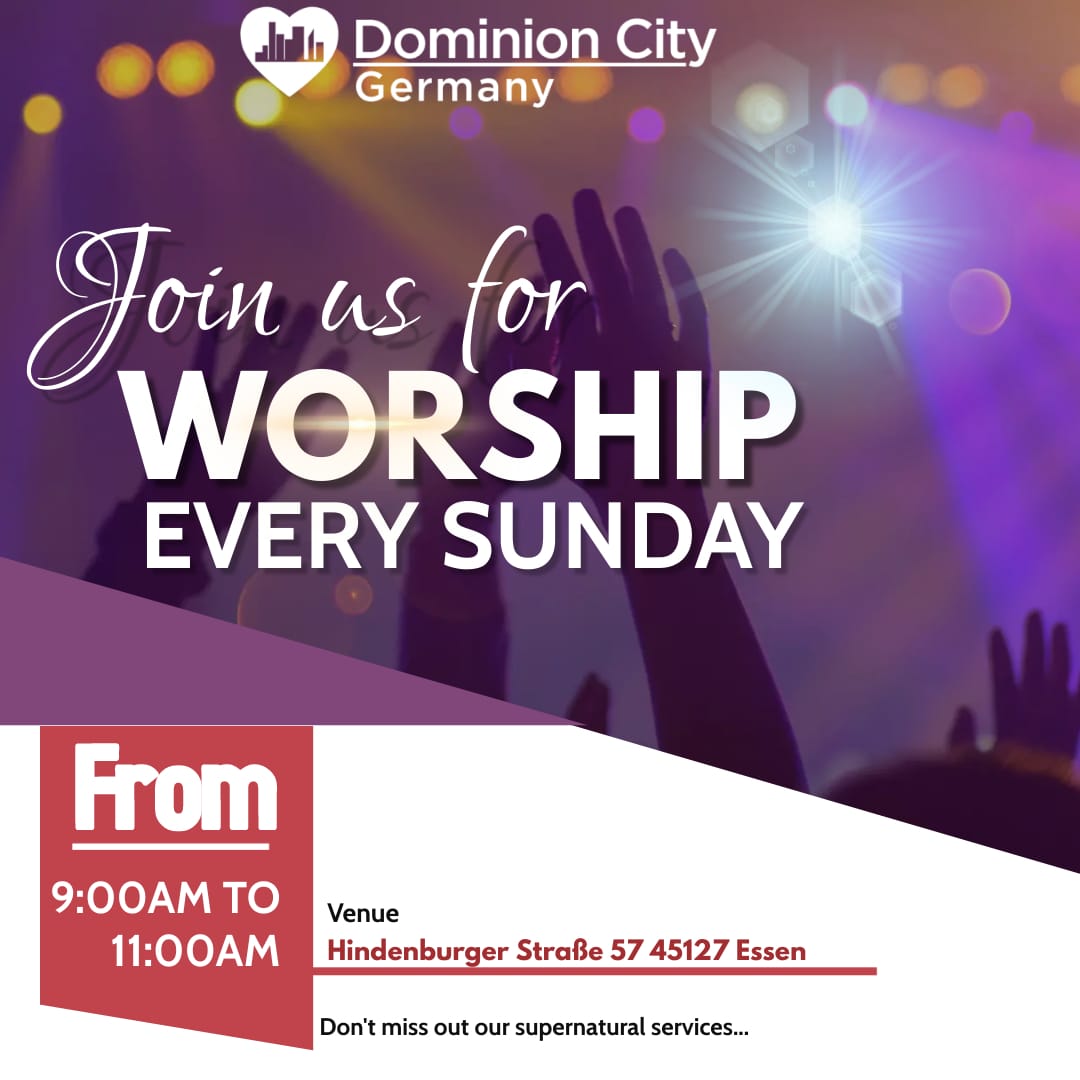 Dominion City
Germany
Join us for
WORSHIP
EVERY SUNDAY
From
9:00AM TO
11:00AM
Venue
Hindenburger Straße 57 45127 Essen
Don't miss out our supernatural services...